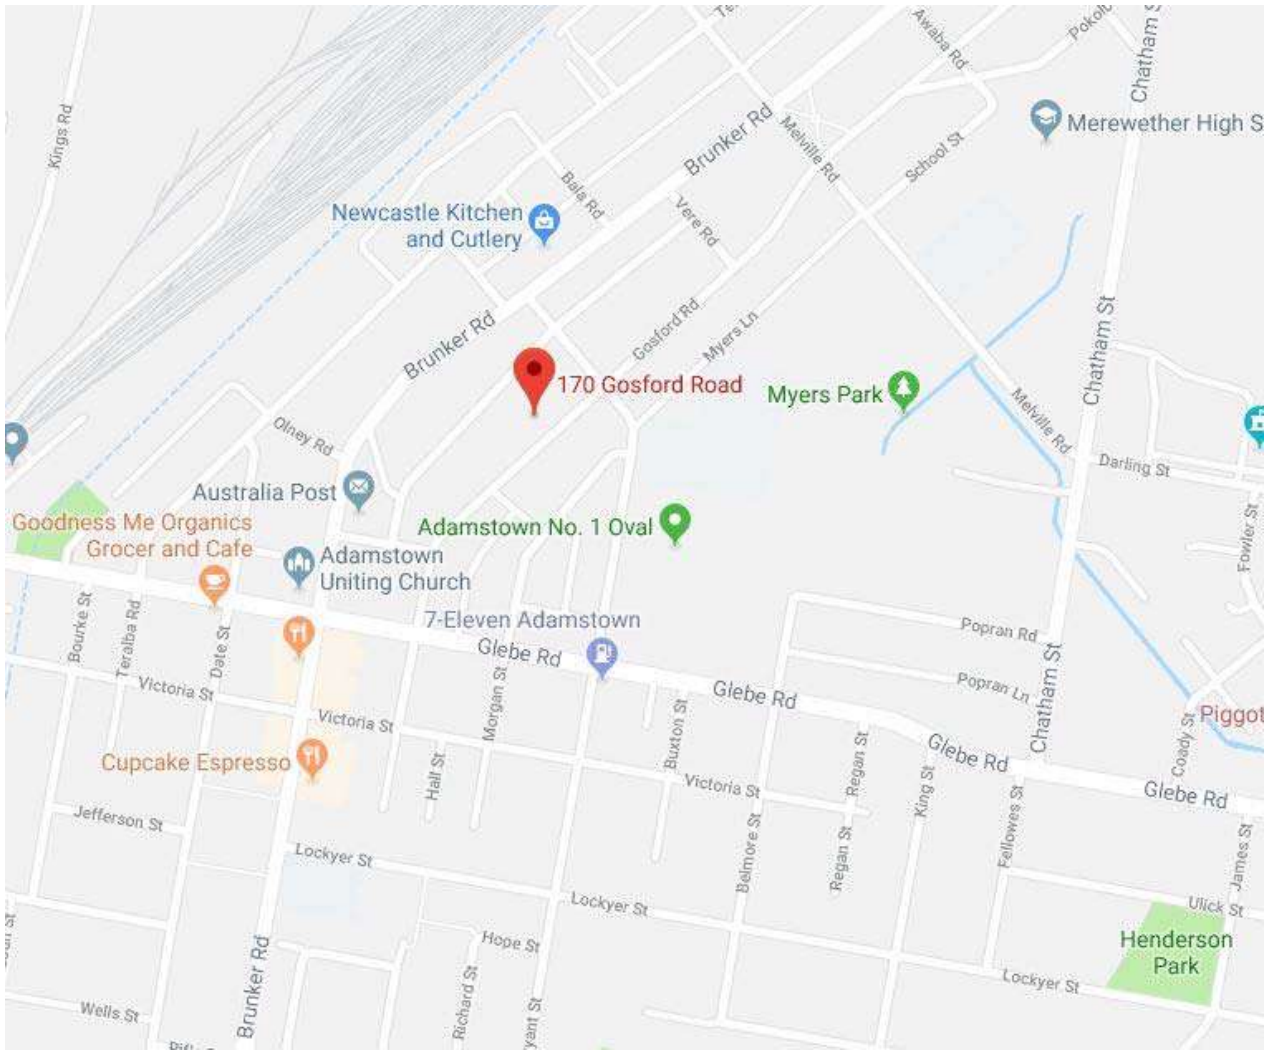 Awaba Rd
Chatham
Kings Rd
Brunker Rd
Melville Rd
School St
Merewether High S
Bala Rd
Vere Rd
Newcastle Kitchen
and Cutlery
Brunker Rd
Gosford Rd
Myers Ln
Chatham St
170 Gosford Road
Myers Park
Melville Rd
Olney Rd
Darling St
Australia Post
Goodness Me Organics
Grocer and Cafe
Adamstown No. 1 Oval
Fowler St
Adamstown
Uniting Church
7-Eleven Adamstown
Bourke St
Teralba Rd
Date St
Glebe Rd
Popran Rd
Victoria St
Morgan St
Glebe Rd
Popran Ln
Chatham St
Victoria St
Buxton St
Piggot
Coady St
Cupcake Espresso
Hall St
Regan St
Glebe Rd
Victoria St
King St
Glebe Rd
Jefferson St
Belmore St
Regan St
Fellowes St
James St
Lockyer St
Lockyer St
Ulick St
Hope St
Henderson
Park
Brunker Rd
Richard St
Lockyer St
Wells St